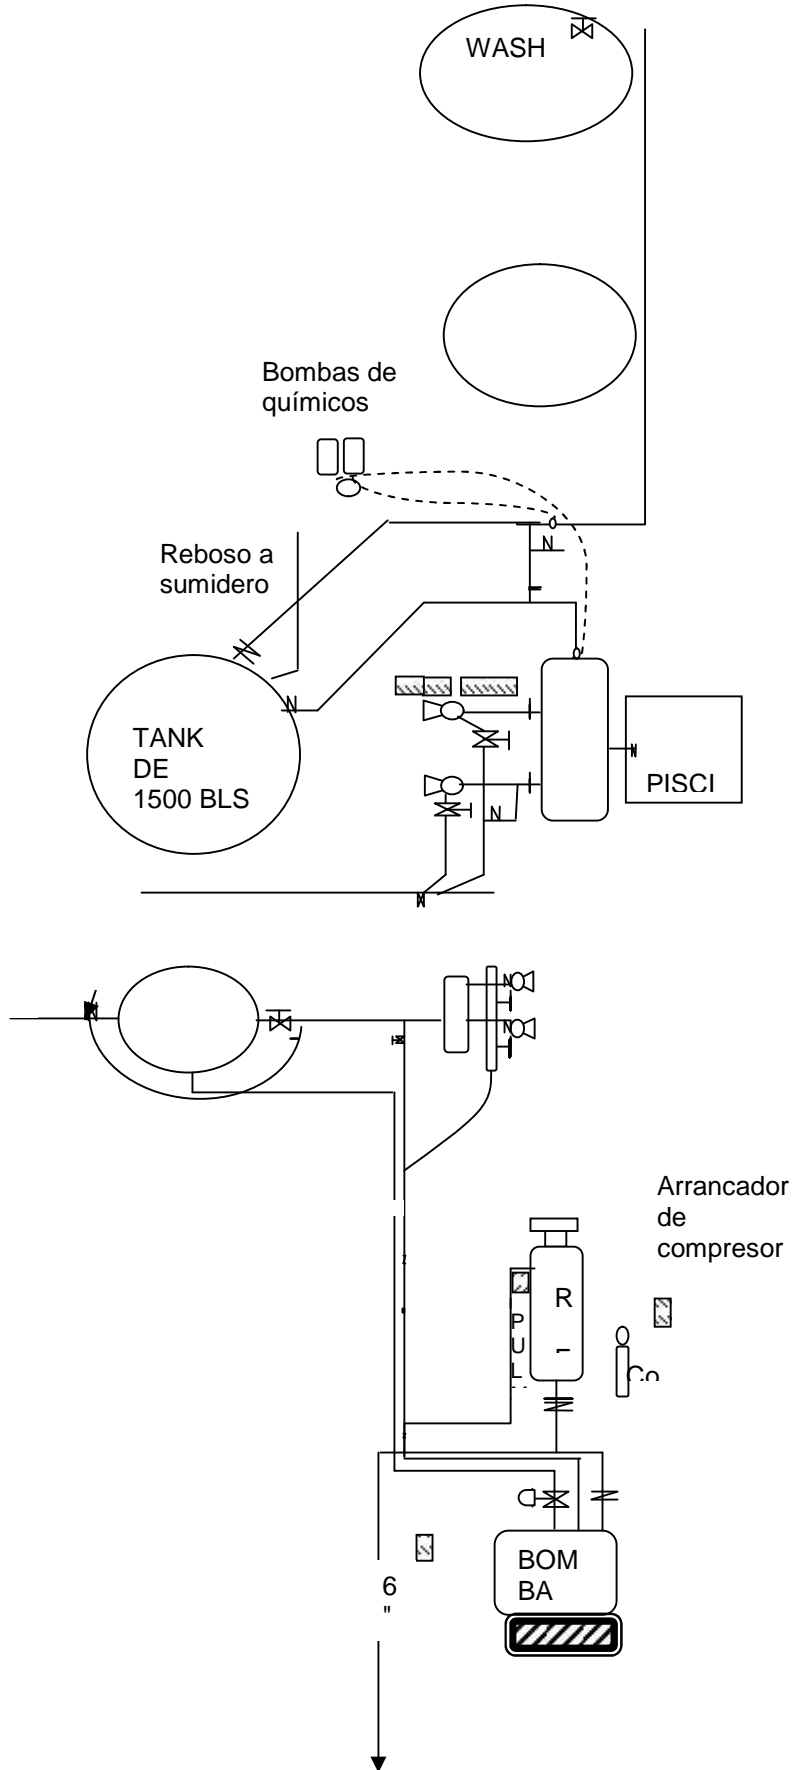 WASH
Bombas de
químicos
Reboso a
sumidero
TANK
DE
1500 BLS
PISCI
Arrancador
de
compresor
R
P
U
L
Co
BOM
BA
6
"